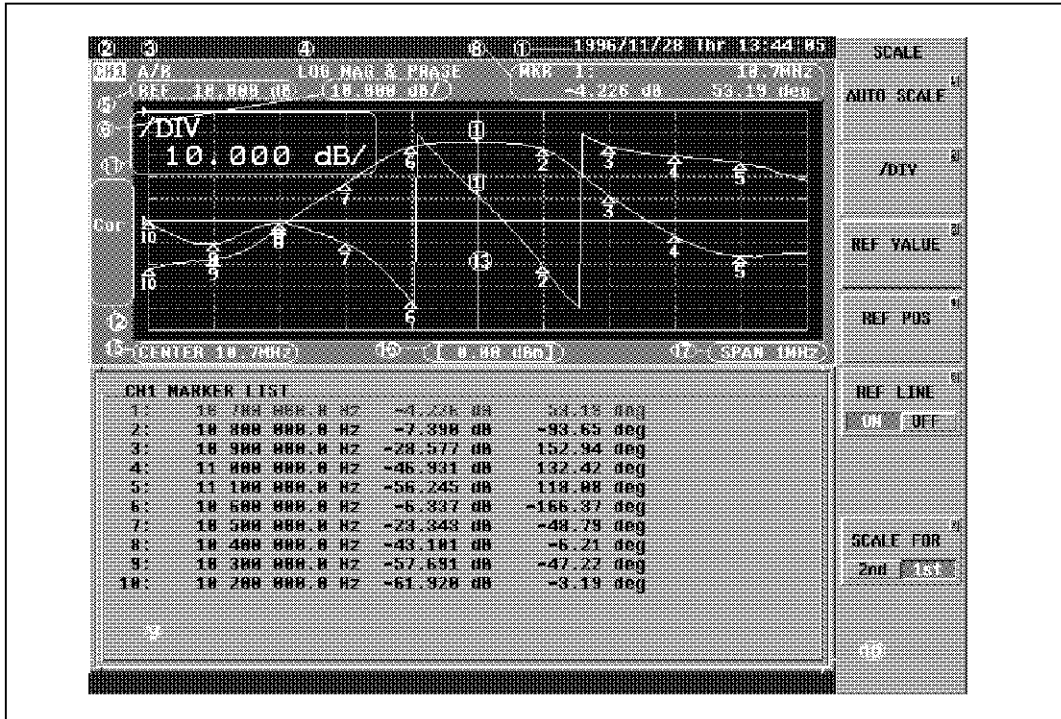 ② ③ ④ ⑧ ① 1996/11/28 Thr 13:44:05
CH1 A/R LOG MAG & PHASE MKR 1: 10.7MHz
REF 10.000 dB 10.000 dB/ -4.226 dB 53.19 deg
⑤
⑥
/DIV
10.000 dB/
⑪
Cor
⑫
⑬
⑮ CENTER 10.7MHz ⑯ [ 0.00 dBm] ⑰ SPAN 1MHz
CH1 MARKER LIST
1: 10 700 000.0 Hz -4.226 dB 53.19 deg
2: 10 800 000.0 Hz -7.390 dB -93.65 deg
3: 10 900 000.0 Hz -28.577 dB 152.94 deg
4: 11 000 000.0 Hz -46.931 dB 132.42 deg
5: 11 100 000.0 Hz -56.245 dB 118.08 deg
6: 10 600 000.0 Hz -6.337 dB -166.37 deg
7: 10 500 000.0 Hz -23.343 dB -48.79 deg
8: 10 400 000.0 Hz -43.101 dB -6.21 deg
9: 10 300 000.0 Hz -57.691 dB -47.22 deg
10: 10 200 000.0 Hz -61.920 dB -3.19 deg
SCALE
AUTO SCALE
/DIV
REF VALUE
REF POS
REF LINE
ON OFF
SCALE FOR
2nd 1st